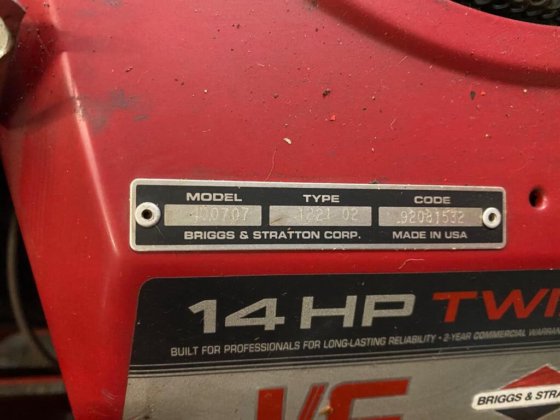 MODEL TYPE CODE
400707 1221 02 92081532
BRIGGS & STRATTON CORP. MADE IN USA
14 HP
BUILT FOR PROFESSIONALS FOR LONG-LASTING RELIABILITY • 2-YEAR COMMERCIAL
BRIGGS &